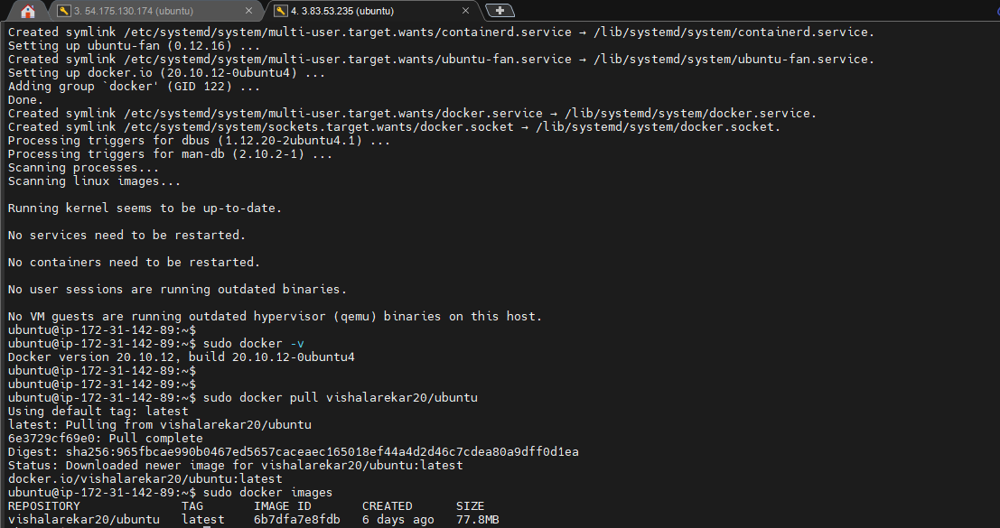 3. 54.175.130.174 (ubuntu)
4. 3.83.53.235 (ubuntu)
Created symlink /etc/systemd/system/multi-user.target.wants/containerd.service → /lib/systemd/system/containerd.service.
Setting up ubuntu-fan (0.12.16) ...
Created symlink /etc/systemd/system/multi-user.target.wants/ubuntu-fan.service → /lib/systemd/system/ubuntu-fan.service.
Setting up docker.io (20.10.12-0ubuntu4) ...
Adding group `docker' (GID 122) ...
Done.
Created symlink /etc/systemd/system/multi-user.target.wants/docker.service → /lib/systemd/system/docker.service.
Created symlink /etc/systemd/system/sockets.target.wants/docker.socket → /lib/systemd/system/docker.socket.
Processing triggers for dbus (1.12.20-2ubuntu4.1) ...
Processing triggers for man-db (2.10.2-1) ...
Scanning processes...
Scanning linux images...
Running kernel seems to be up-to-date.
No services need to be restarted.
No containers need to be restarted.
No user sessions are running outdated binaries.
No VM guests are running outdated hypervisor (qemu) binaries on this host.
ubuntu@ip-172-31-142-89:~$
ubuntu@ip-172-31-142-89:~$ sudo docker -v
Docker version 20.10.12, build 20.10.12-0ubuntu4
ubuntu@ip-172-31-142-89:~$
ubuntu@ip-172-31-142-89:~$
ubuntu@ip-172-31-142-89:~$ sudo docker pull vishalarekar20/ubuntu
Using default tag: latest
latest: Pulling from vishalarekar20/ubuntu
6e3729cf69e0: Pull complete
Digest: sha256:965fbcae990b0467ed5657caceaec165018ef44a4d2d46c7cdea80a9dff0d1ea
Status: Downloaded newer image for vishalarekar20/ubuntu:latest
docker.io/vishalarekar20/ubuntu:latest
ubuntu@ip-172-31-142-89:~$ sudo docker images
REPOSITORY TAG IMAGE ID CREATED SIZE
vishalarekar20/ubuntu latest 6b7dfa7e8fdb 6 days ago 77.8MB